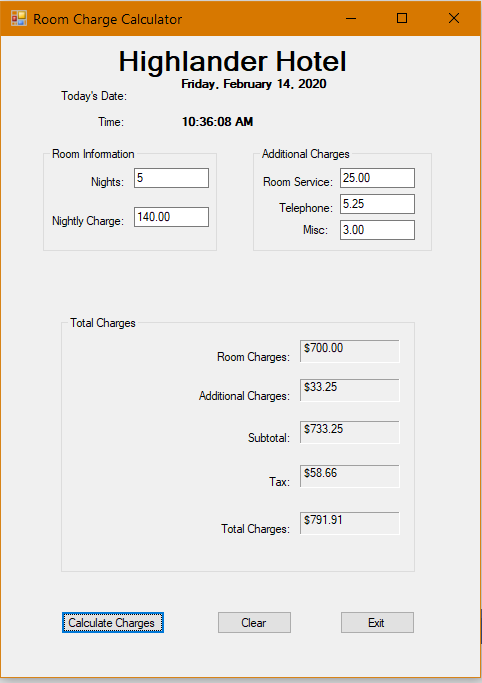 Room Charge Calculator
Highlander Hotel
Friday, February 14, 2020
Today's Date:
Time: 10:36:08 AM
Room Information
Nights: 5
Nightly Charge: 140.00
Additional Charges
Room Service: 25.00
Telephone: 5.25
Misc: 3.00
Total Charges
Room Charges: $700.00
Additional Charges: $33.25
Subtotal: $733.25
Tax: $58.66
Total Charges: $791.91
Calculate Charges Clear Exit